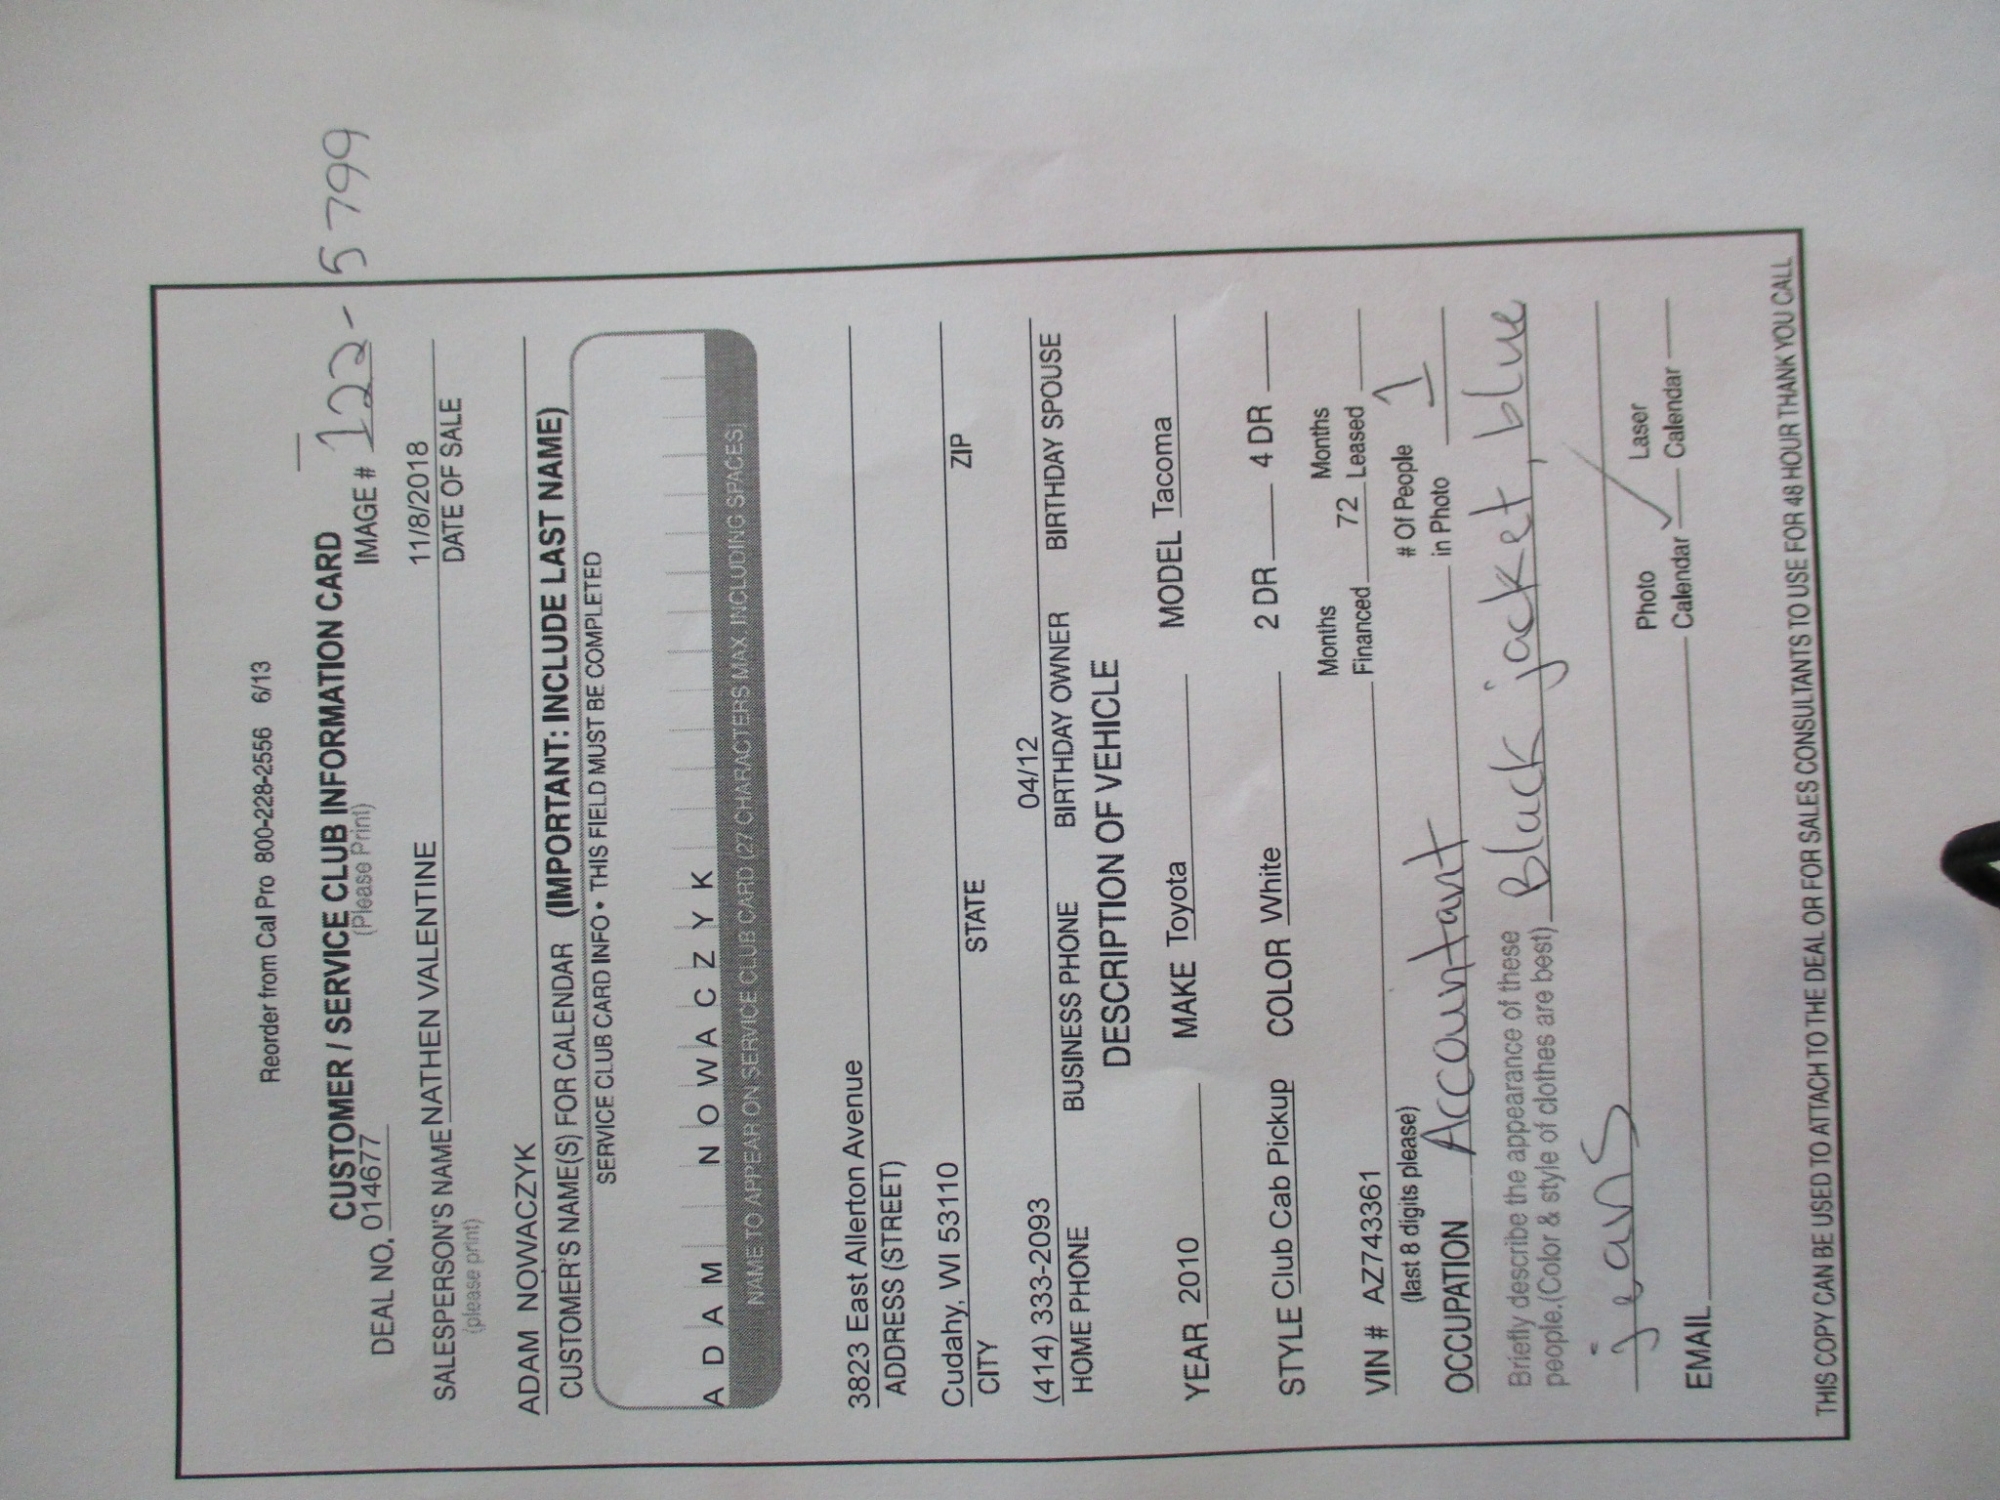 Reorder from Cal Pro 800-228-2556 6/13
CUSTOMER / SERVICE CLUB INFORMATION CARD
(Please Print)
DEAL NO. 014677 IMAGE # 122-5799
SALESPERSON'S NAME NATHEN VALENTINE 11/8/2018
(please print) DATE OF SALE
ADAM NOWACZYK
CUSTOMER'S NAME(S) FOR CALENDAR (IMPORTANT: INCLUDE LAST NAME)
SERVICE CLUB CARD INFO • THIS FIELD MUST BE COMPLETED
A D A M N O W A C Z Y K
NAME TO APPEAR ON SERVICE CLUB CARD (27 CHARACTERS MAX. INCLUDING SPACES)
3823 East Allerton Avenue
ADDRESS (STREET)
Cudahy, WI 53110
CITY STATE ZIP
(414) 333-2093 04/12
HOME PHONE BUSINESS PHONE BIRTHDAY OWNER BIRTHDAY SPOUSE
DESCRIPTION OF VEHICLE
YEAR 2010 MAKE Toyota MODEL Tacoma
STYLE Club Cab Pickup COLOR White 2 DR 4 DR
VIN # AZ743361 Months Financed 72 Months Leased
(last 8 digits please)
OCCUPATION Accountant # Of People in Photo 1
Briefly describe the appearance of these
people.(Color & style of clothes are best) Black jacket, blue
jeans
EMAIL Photo Calendar ✓ Laser Calendar
THIS COPY CAN BE USED TO ATTACH TO THE DEAL OR FOR SALES CONSULTANTS TO USE FOR 48 HOUR THANK YOU CALL